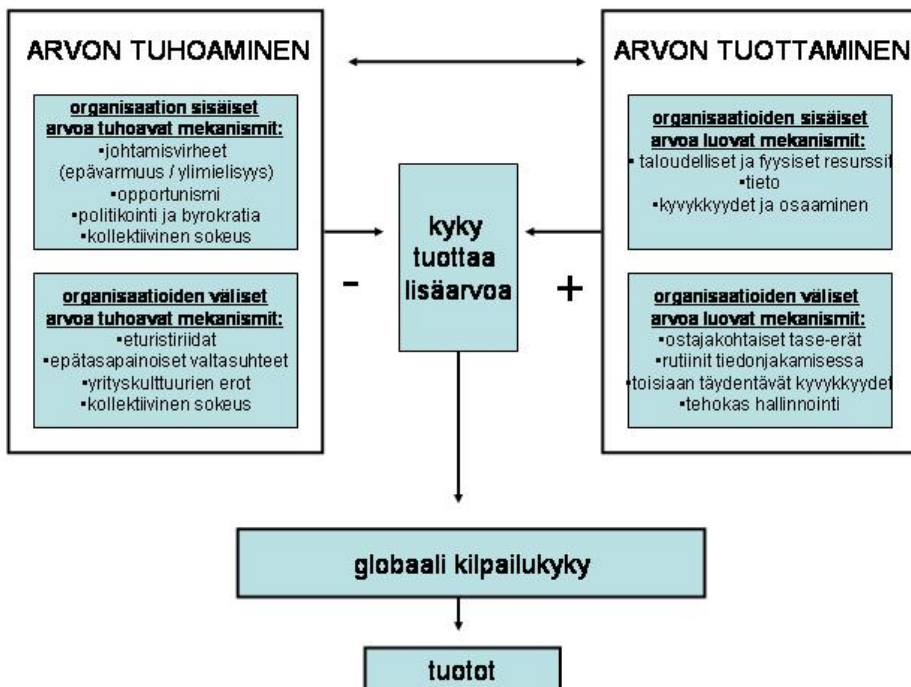 ARVON TUHOAMINEN
organisaation sisäiset
arvoa tuhoavat mekanismit:
▪johtamisvirheet
(epävarmuus / ylimielisyys)
▪opportunismi
▪politikointi ja byrokratia
▪kollektiivinen sokeus
organisaatioiden väliset
arvoa tuhoavat mekanismit:
▪eturistiriidat
▪epätasapainoiset valtasuhteet
▪yrityskulttuurien erot
▪kollektiivinen sokeus
-
kyky
tuottaa
lisäarvoa
+
ARVON TUOTTAMINEN
organisaatioiden sisäiset
arvoa luovat mekanismit:
▪taloudelliset ja fyysiset resurssit
▪tieto
▪kyvykkyydet ja osaaminen
organisaatioiden väliset
arvoa luovat mekanismit:
▪ostajakohtaiset tase-erät
▪rutiinit tiedonjakamisessa
▪toisiaan täydentävät kyvykkyydet
▪tehokas hallinnointi
globaali kilpailukyky
tuotot